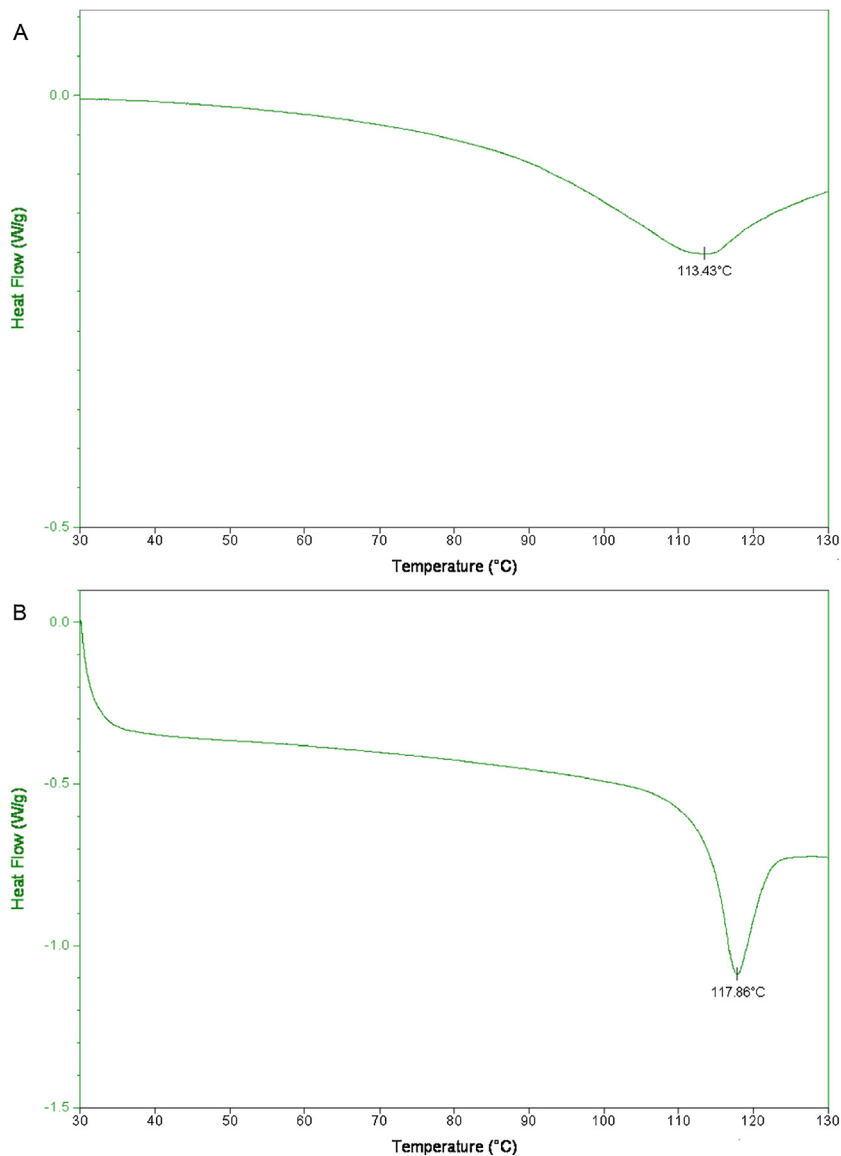 A
0.0
Heat Flow (W/g)
113.43°C
-0.5
30 40 50 60 70 80 90 100 110 120 130
Temperature (°C)
B
0.0
-0.5
Heat Flow (W/g)
-1.0
117.86°C
-1.5
30 40 50 60 70 80 90 100 110 120 130
Temperature (°C)